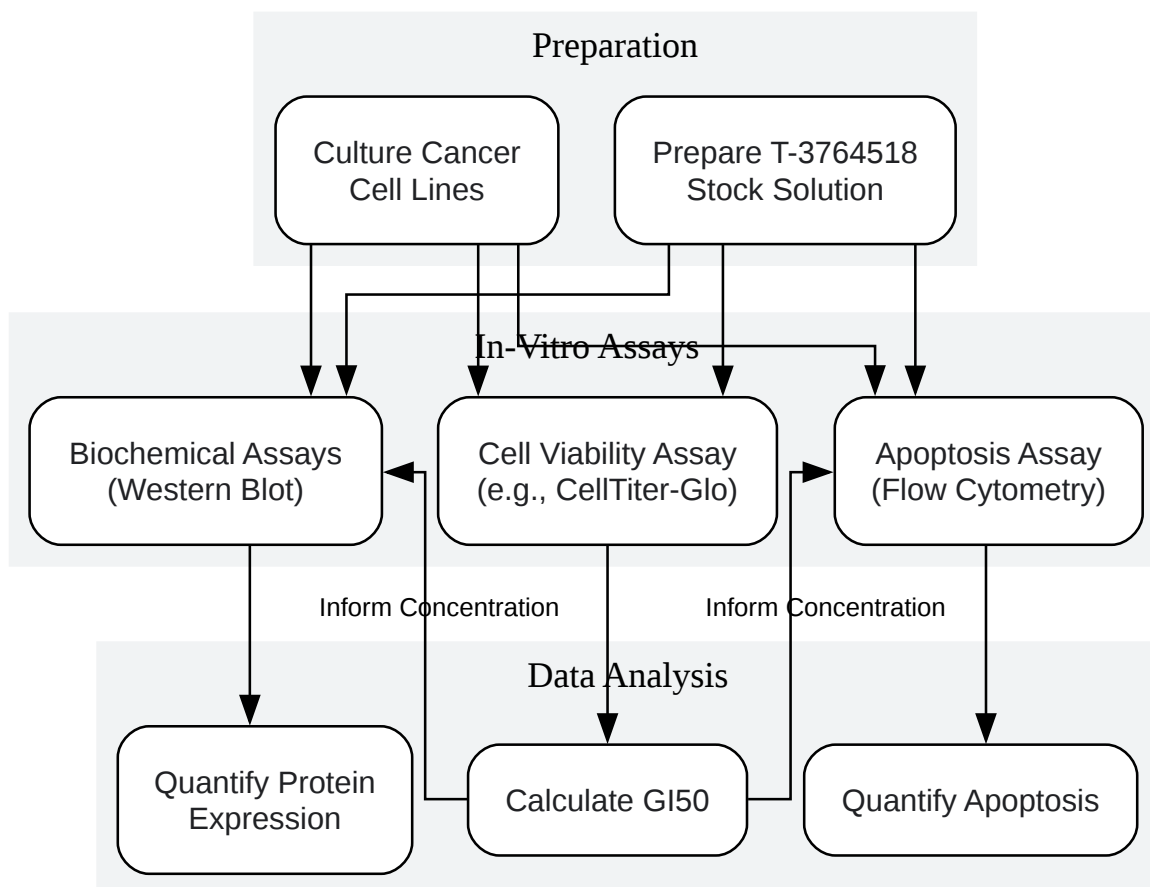 Preparation
Culture Cancer
Cell Lines
Prepare T-3764518
Stock Solution
In-Vitro Assays
Biochemical Assays
(Western Blot)
Cell Viability Assay
(e.g., CellTiter-Glo)
Apoptosis Assay
(Flow Cytometry)
Inform Concentration
Inform Concentration
Data Analysis
Quantify Protein
Expression
Calculate GI50
Quantify Apoptosis